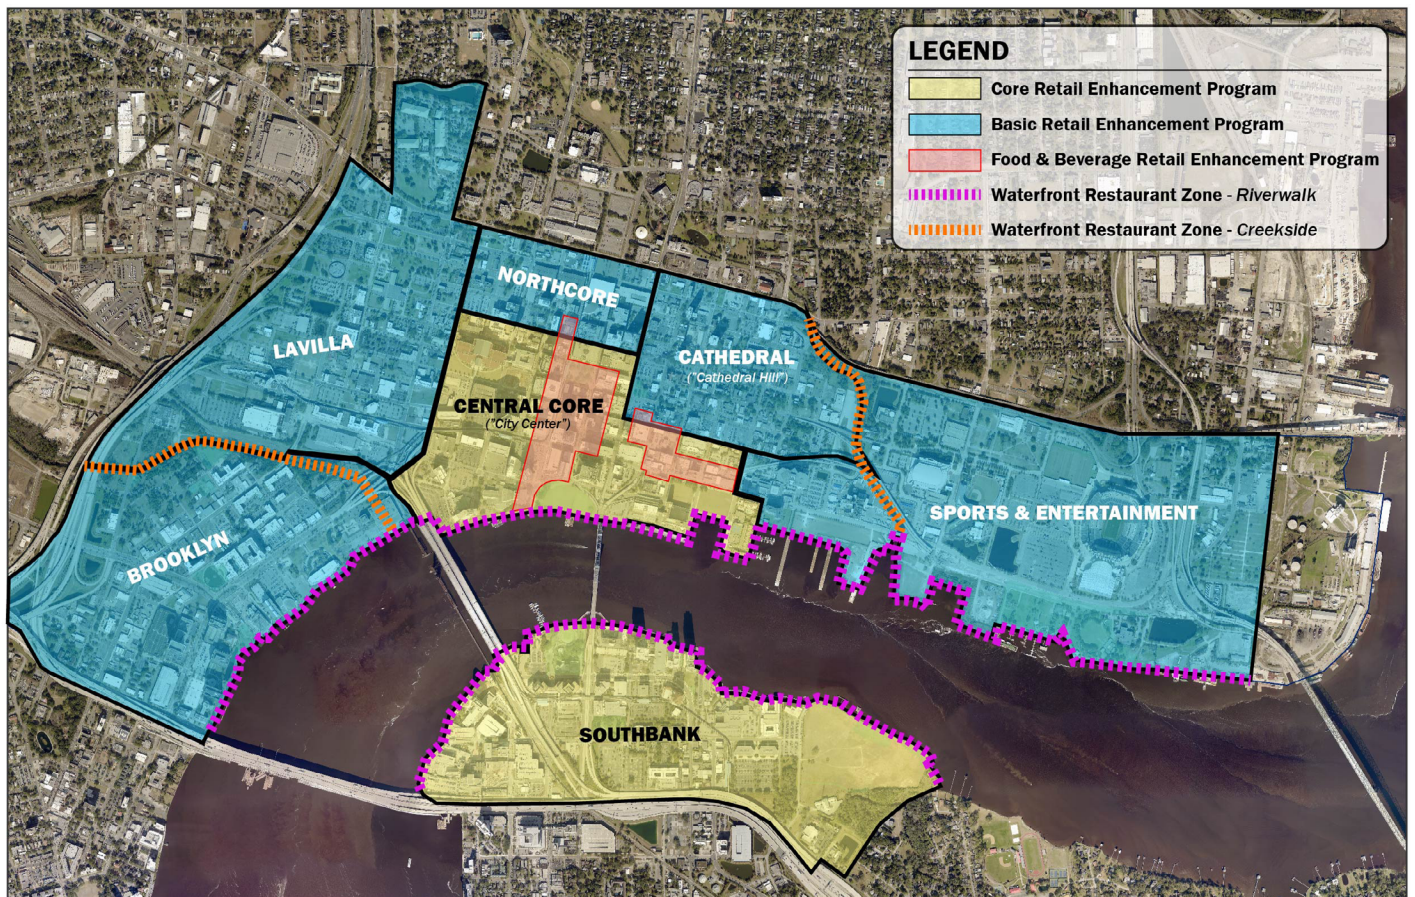 LEGEND
Core Retail Enhancement Program
Basic Retail Enhancement Program
Food & Beverage Retail Enhancement Program
Waterfront Restaurant Zone - Riverwalk
Waterfront Restaurant Zone - Creekside
NORTHCORE
LAVILLA
CATHEDRAL
("Cathedral Hill")
CENTRAL CORE
("City Center")
SPORTS & ENTERTAINMENT
BROOKLYN
SOUTHBANK